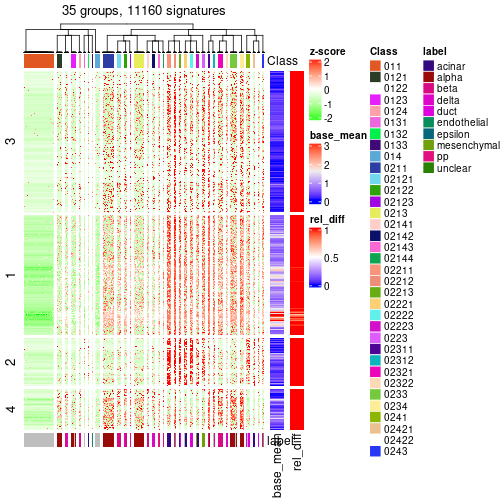 35 groups, 11160 signatures
Class
3
1
2
4
label
base_mean
rel_diff
z-score
2
1
0
-1
-2
base_mean
3
2
1
0
rel_diff
1
0.5
0
Class
011
0121
0122
0123
0124
0131
0132
0133
014
0211
02121
02122
02123
0213
02141
02142
02143
02144
02211
02212
02213
02221
02222
02223
0223
02311
02312
02321
02322
0233
0234
0241
02421
02422
0243
label
acinar
alpha
beta
delta
duct
endothelial
epsilon
mesenchymal
pp
unclear